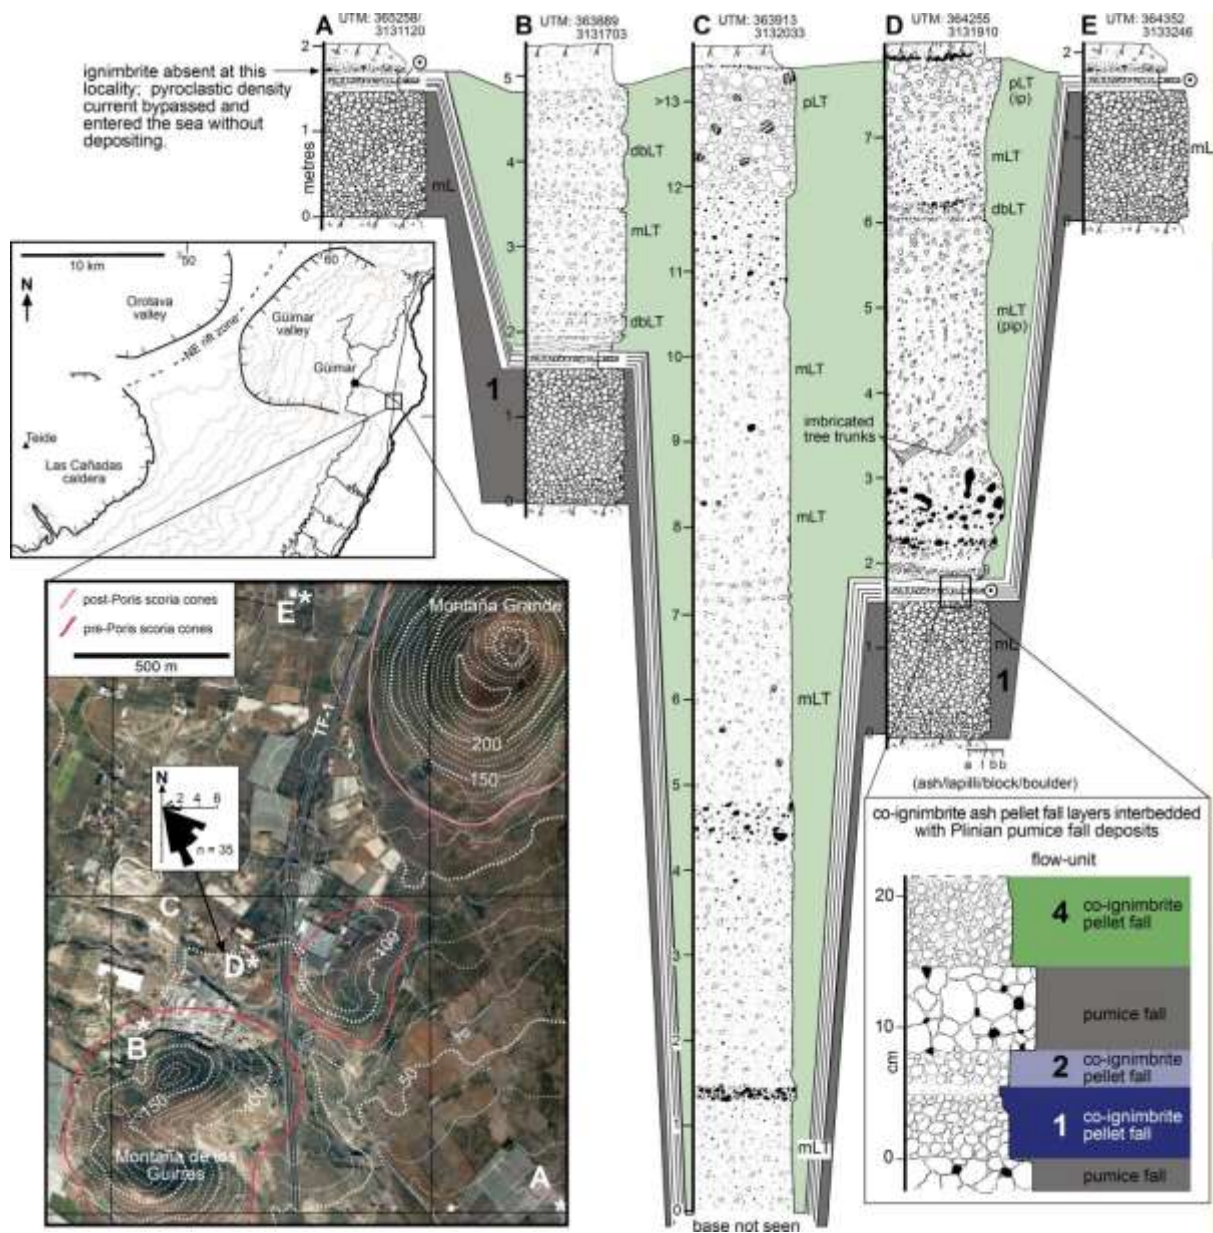 A
UTM: 365258/
3131120
B
UTM: 363889
3131703
C
UTM: 363913
3132033
D
UTM: 364255
3131910
E
UTM: 364352
3133246
ignimbrite absent at this
locality; pyroclastic density
current bypassed and
entered the sea without
depositing.
2
1
0
metres
mL
5
4
3
2
1
0
dbLT
mLT
dbLT
1
>13
12
11
10
9
8
7
6
5
4
3
2
1
0
pLT
mLT
mLT
mLT
mLT
base not seen
7
6
5
4
3
2
1
pLT
(ip)
mLT
dbLT
mLT
(pip)
imbricated
tree trunks
mL
1
a l b b
(ash/lapilli/block/boulder)
2
mL
10 km
50
60
N
Orotava
valley
NE rift zone
Güimar
valley
Güimar
Teide
Las Cañadas
caldera
post-Poris scoria cones
pre-Poris scoria cones
500 m
E*
Montaña Grande
TF-1
200
150
N
2 4 6
n = 35
C
D*
100
B
*
150
100
50
Montaña de los
Guirres
A
*
co-ignimbrite ash pellet fall layers interbedded
with Plinian pumice fall deposits
flow-unit
20
10
0
cm
4 co-ignimbrite
pellet fall
pumice fall
2 co-ignimbrite
pellet fall
1 co-ignimbrite
pellet fall
pumice fall